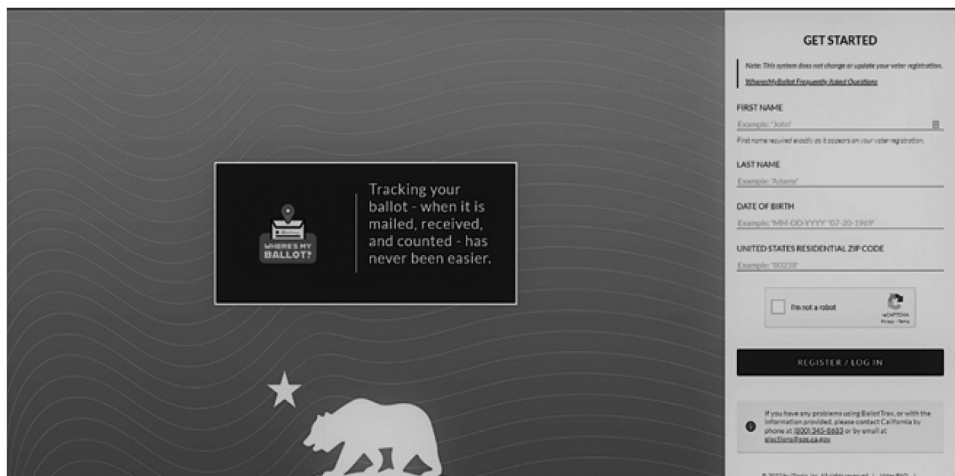 GET STARTED
Note: This system does not change or update your voter registration.
WheresMyBallot Frequently Asked Questions
FIRST NAME
Example: 'John'
First name required exactly as it appears on your voter registration.
LAST NAME
Example: 'Adams'
DATE OF BIRTH
Example: 'MM-DD-YYYY' '07-20-1969'
UNITED STATES RESIDENTIAL ZIP CODE
Example: '80238'
I'm not a robot
reCAPTCHA
Privacy - Terms
REGISTER / LOG IN
If you have any problems using BallotTrax, or with the
information provided, please contact California by
phone at (800) 345-8683 or by email at
elections@sos.ca.gov
WHERE'S MY
BALLOT?
Tracking your
ballot - when it is
mailed, received,
and counted - has
never been easier.